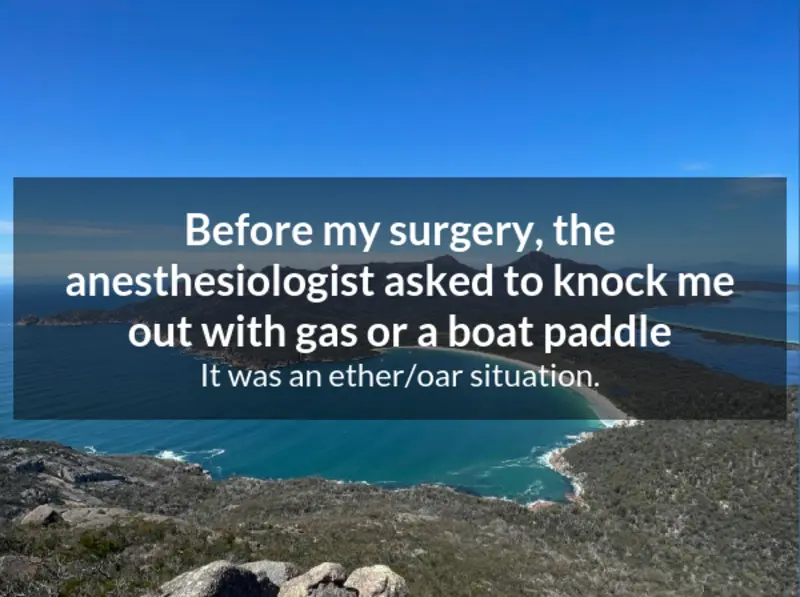 Before my surgery, the
anesthesiologist asked to knock me
out with gas or a boat paddle
It was an ether/oar situation.